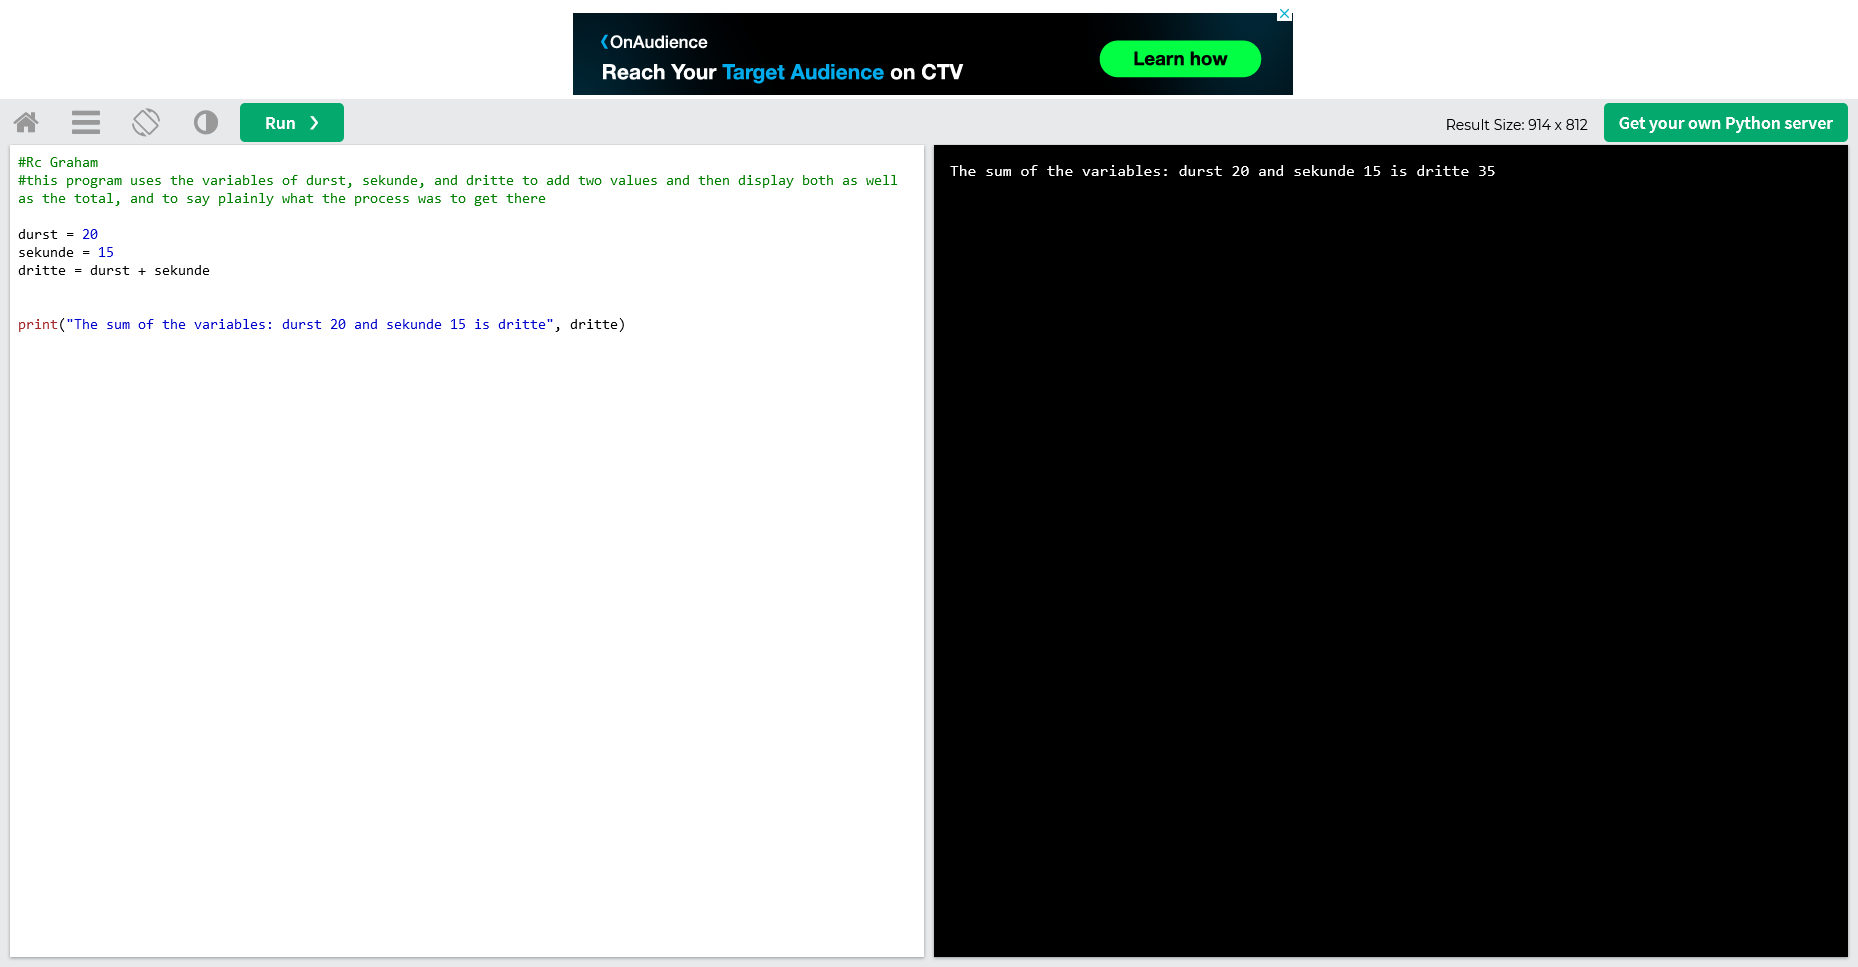 OnAudience
Reach Your Target Audience on CTV
Learn how
Run ❯
Result Size: 914 x 812
Get your own Python server
#Rc Graham
#this program uses the variables of durst, sekunde, and dritte to add two values and then display both as well
as the total, and to say plainly what the process was to get there
durst = 20
sekunde = 15
dritte = durst + sekunde
print("The sum of the variables: durst 20 and sekunde 15 is dritte", dritte)
The sum of the variables: durst 20 and sekunde 15 is dritte 35